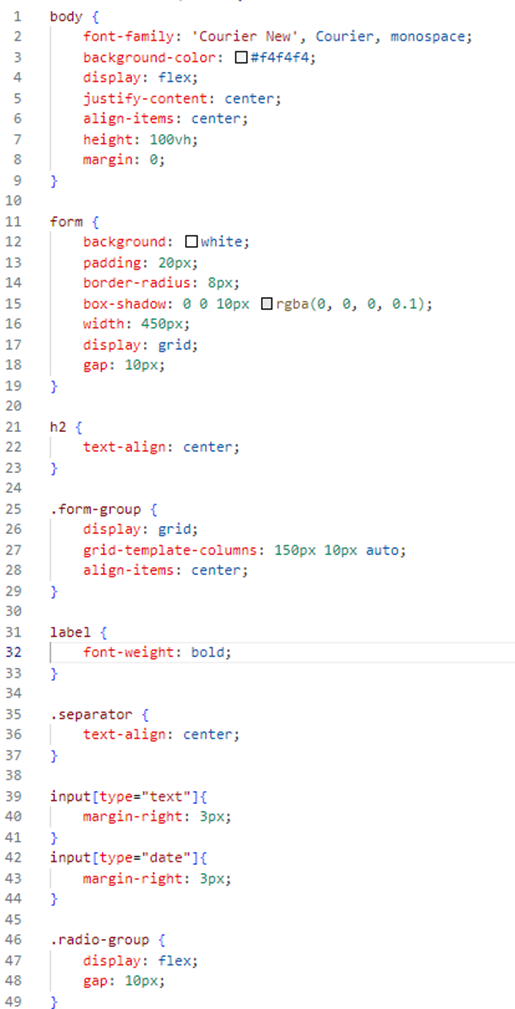 1 body {
2 font-family: 'Courier New', Courier, monospace;
3 background-color: #f4f4f4;
4 display: flex;
5 justify-content: center;
6 align-items: center;
7 height: 100vh;
8 margin: 0;
9 }
10
11 form {
12 background: white;
13 padding: 20px;
14 border-radius: 8px;
15 box-shadow: 0 0 10px rgba(0, 0, 0, 0.1);
16 width: 450px;
17 display: grid;
18 gap: 10px;
19 }
20
21 h2 {
22 text-align: center;
23 }
24
25 .form-group {
26 display: grid;
27 grid-template-columns: 150px 10px auto;
28 align-items: center;
29 }
30
31 label {
32 font-weight: bold;
33 }
34
35 .separator {
36 text-align: center;
37 }
38
39 input[type="text"]{
40 margin-right: 3px;
41 }
42 input[type="date"]{
43 margin-right: 3px;
44 }
45
46 .radio-group {
47 display: flex;
48 gap: 10px;
49 }